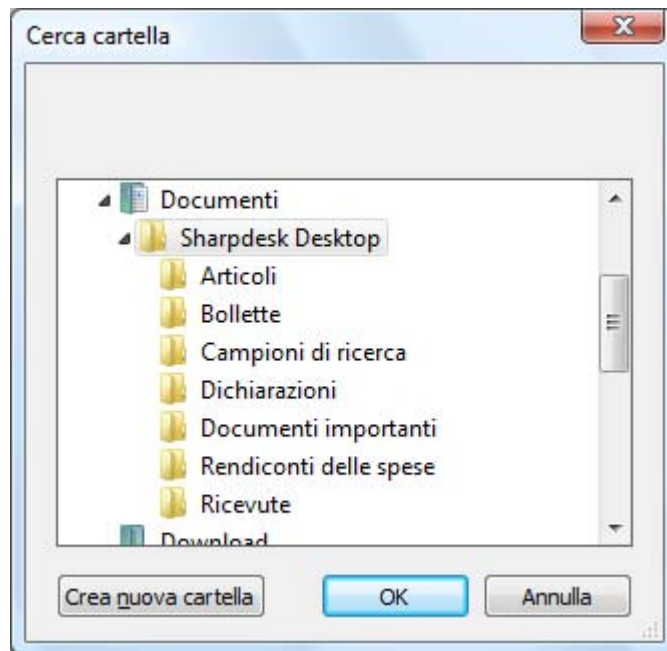 Cerca cartella
Documenti
Sharpdesk Desktop
Articoli
Bollette
Campioni di ricerca
Dichiarazioni
Documenti importanti
Rendiconti delle spese
Ricevute
Download
Crea nuova cartella OK Annulla